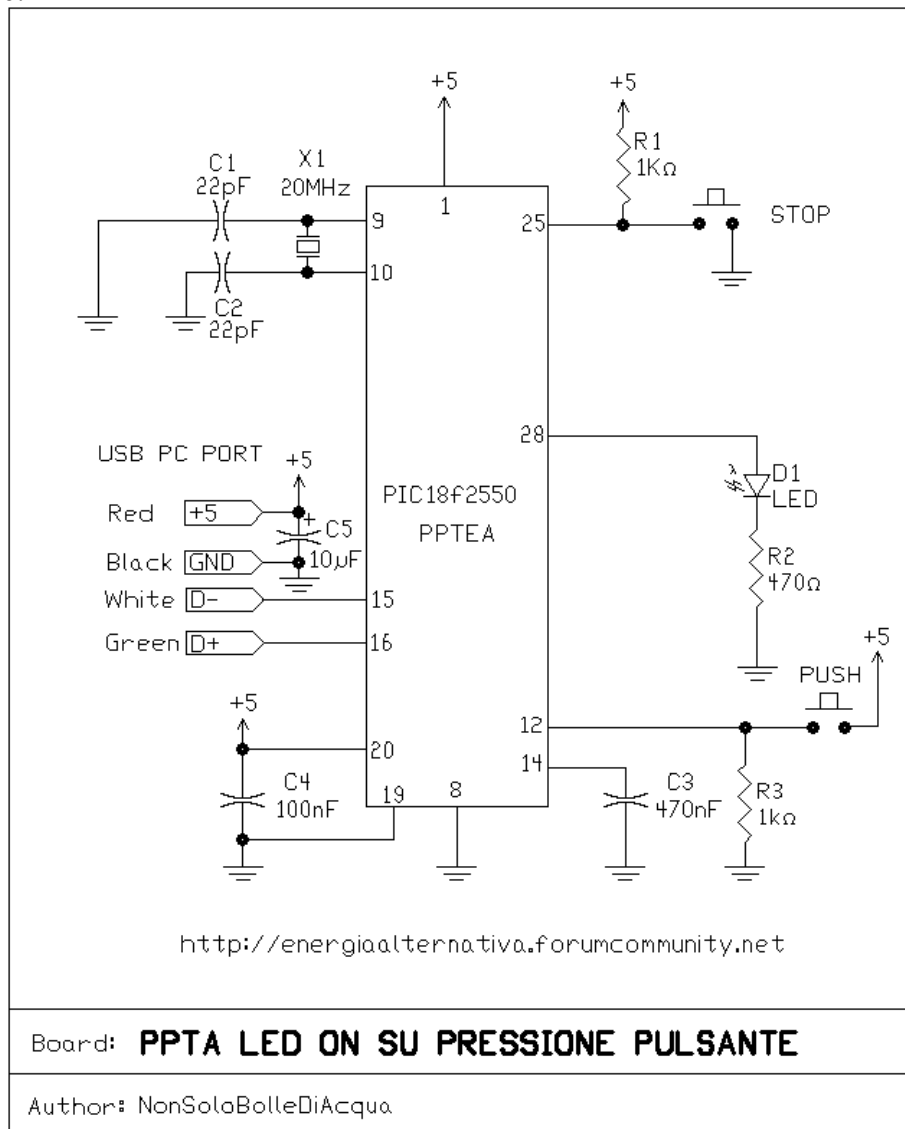 +5
+5
C1
22pF
X1
20MHz
R1
1KΩ
1
9
25
STOP
10
C2
22pF
28
USB PC PORT
+5
D1
LED
PIC18f2550
PPTEA
Red +5
+
C5
10µF
Black GND
R2
470Ω
White D-
15
Green D+
16
+5
PUSH
+5
12
20
14
C4
100nF
19
8
C3
470nF
R3
1kΩ
http://energiaalternativa.forumcommunity.net
Board: PPTA LED ON SU PRESSIONE PULSANTE
Author: NonSoloBolleDiAcqua